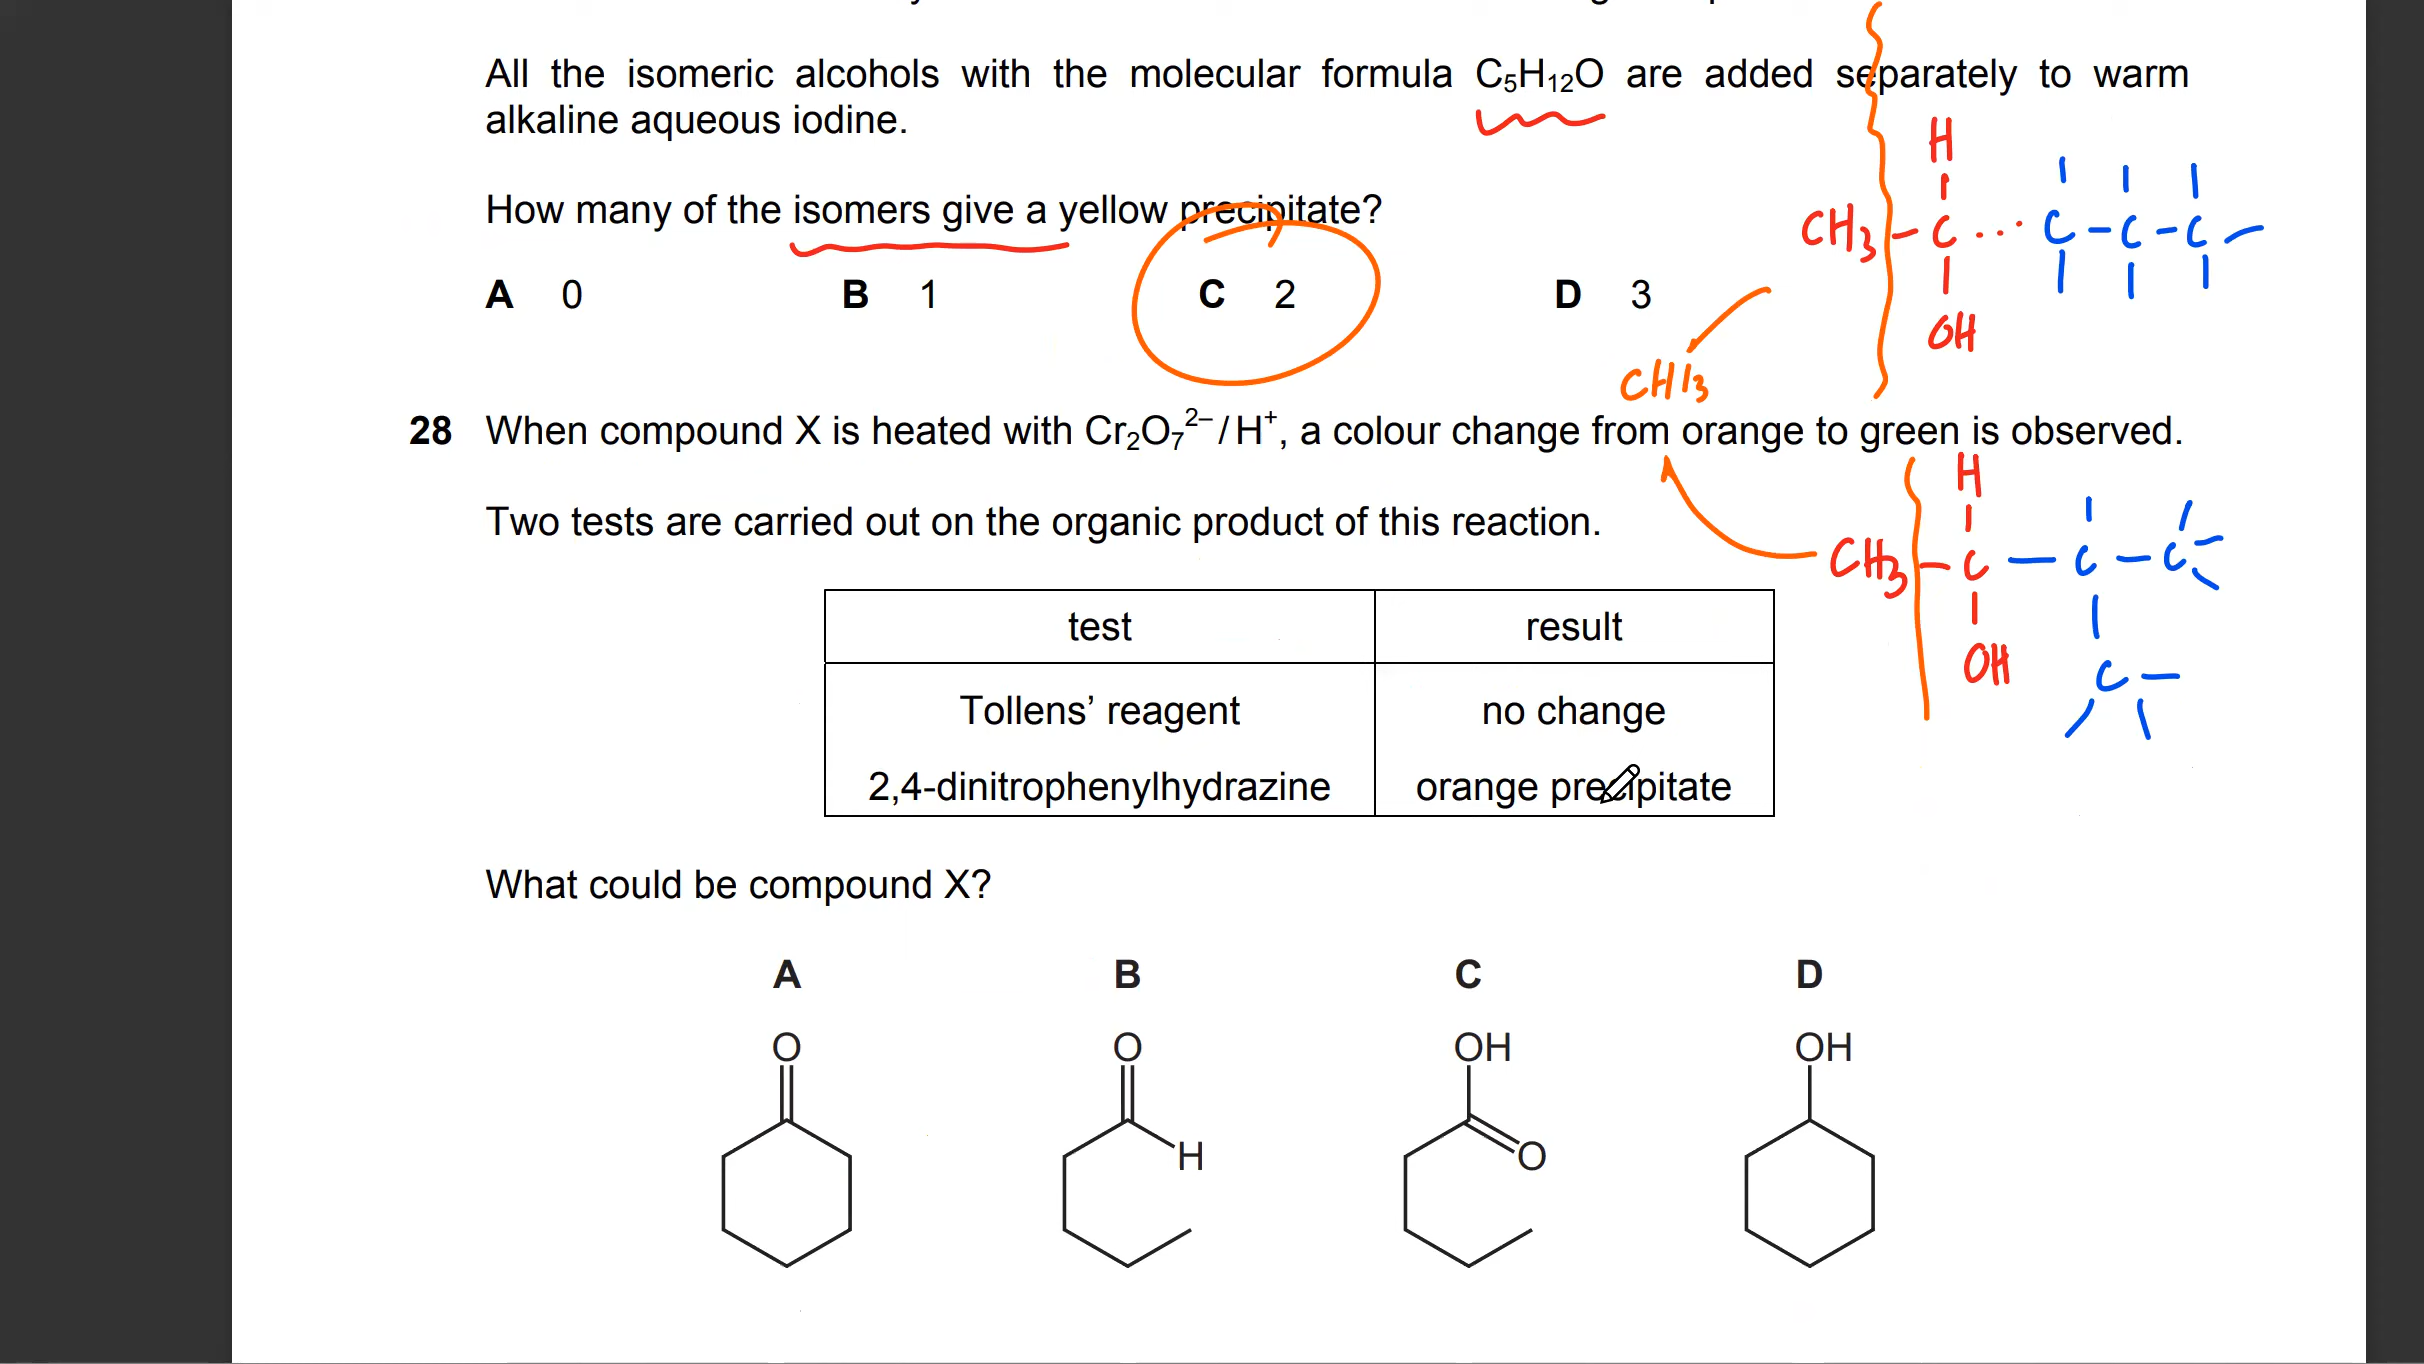 All the isomeric alcohols with the molecular formula C₅H₁₂O are added separately to warm
alkaline aqueous iodine.
How many of the isomers give a yellow precipitate?
A 0 B 1 C 2 D 3
H
CH₃ - C ... C - C - C -
OH
CHI₃
28 When compound X is heated with Cr₂O₇²⁻ / H⁺, a colour change from orange to green is observed.
Two tests are carried out on the organic product of this reaction.
H
CH₃ - C - C - C
OH
C -
test result
Tollens’ reagent no change
2,4-dinitrophenylhydrazine orange precipitate
What could be compound X?
A B C D
O O OH OH
H O